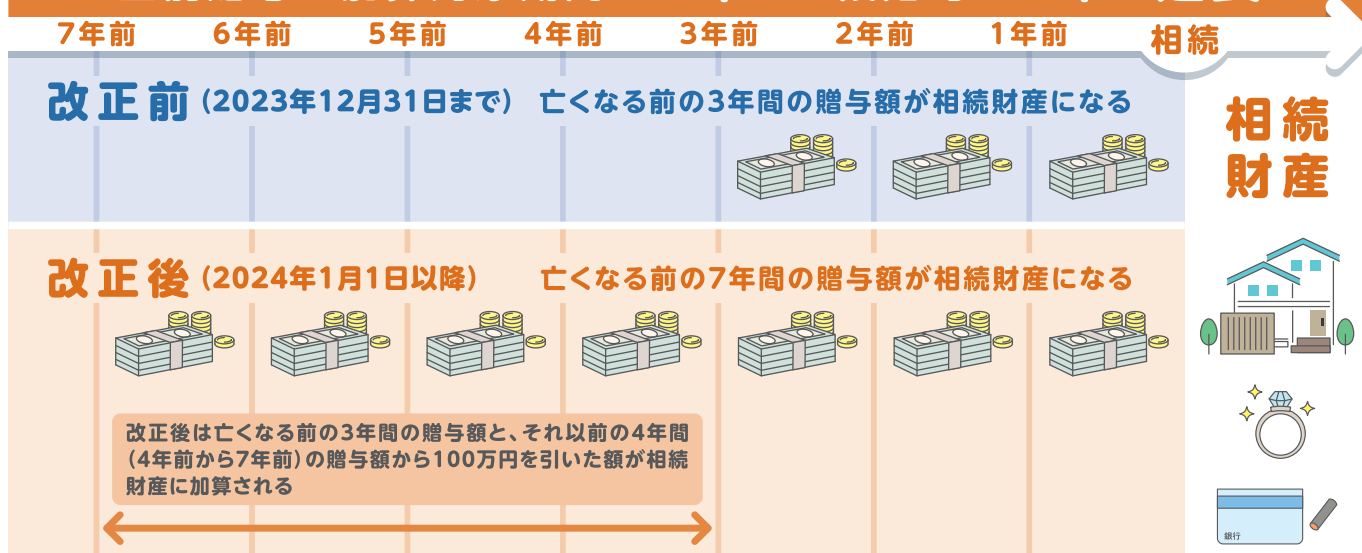 7年前 6年前 5年前 4年前 3年前 2年前 1年前 相続
改正前 (2023年12月31日まで) 亡くなる前の3年間の贈与額が相続財産になる
相続
財産
改正後 (2024年1月1日以降) 亡くなる前の7年間の贈与額が相続財産になる
改正後は亡くなる前の3年間の贈与額と、それ以前の4年間
(4年前から7年前)の贈与額から100万円を引いた額が相続
財産に加算される
銀行